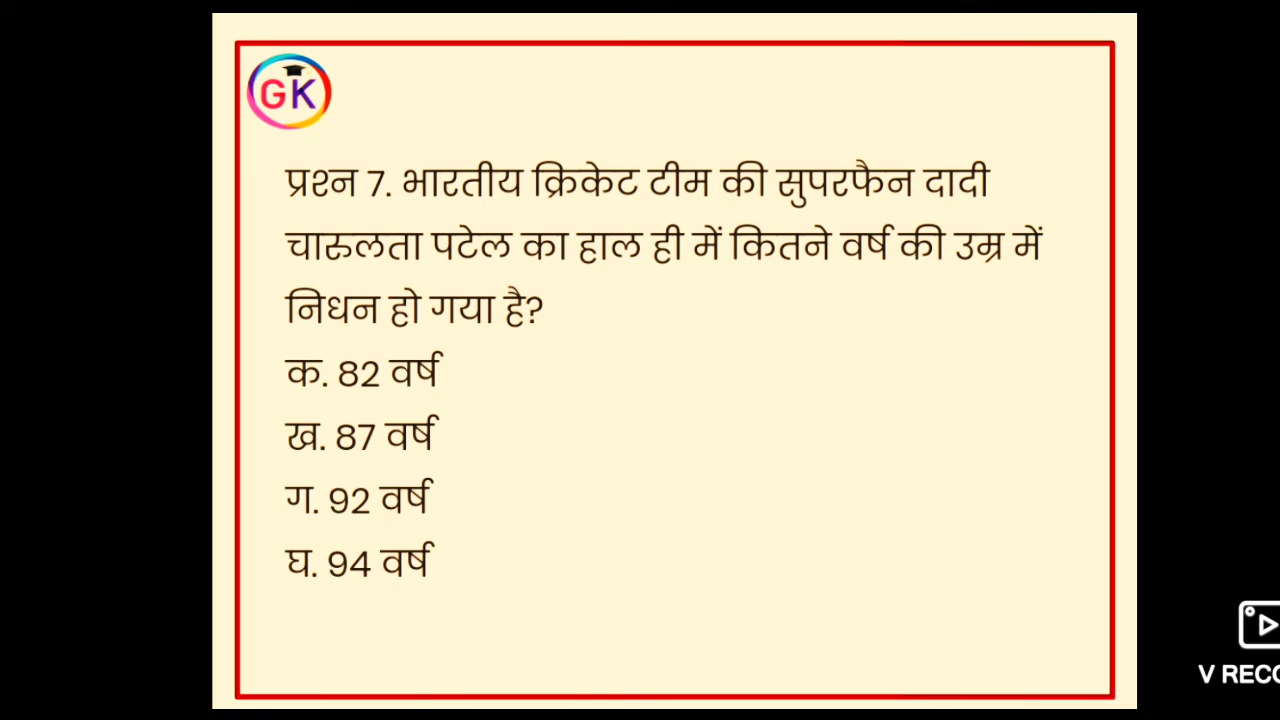 GK
प्रश्न 7. भारतीय क्रिकेट टीम की सुपरफैन दादी
चारुलता पटेल का हाल ही में कितने वर्ष की उम्र में
निधन हो गया है?
क. 82 वर्ष
ख. 87 वर्ष
ग. 92 वर्ष
घ. 94 वर्ष
V RECO